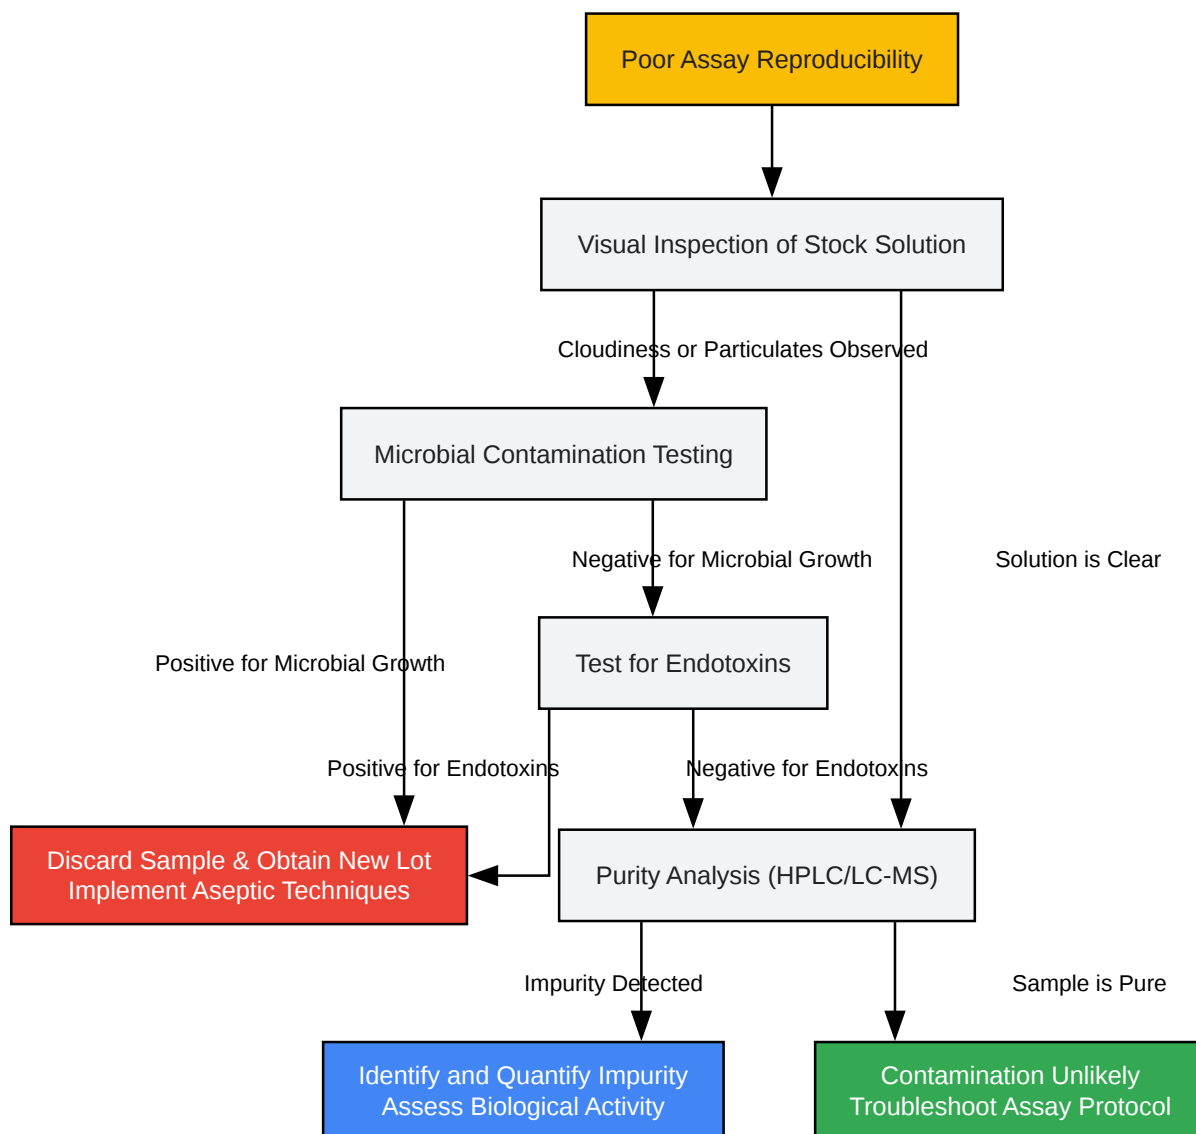 Poor Assay Reproducibility
Visual Inspection of Stock Solution
Cloudiness or Particulates Observed
Microbial Contamination Testing
Negative for Microbial Growth
Solution is Clear
Positive for Microbial Growth
Test for Endotoxins
Positive for Endotoxins
Negative for Endotoxins
Discard Sample & Obtain New Lot
Implement Aseptic Techniques
Purity Analysis (HPLC/LC-MS)
Impurity Detected
Sample is Pure
Identify and Quantify Impurity
Assess Biological Activity
Contamination Unlikely
Troubleshoot Assay Protocol